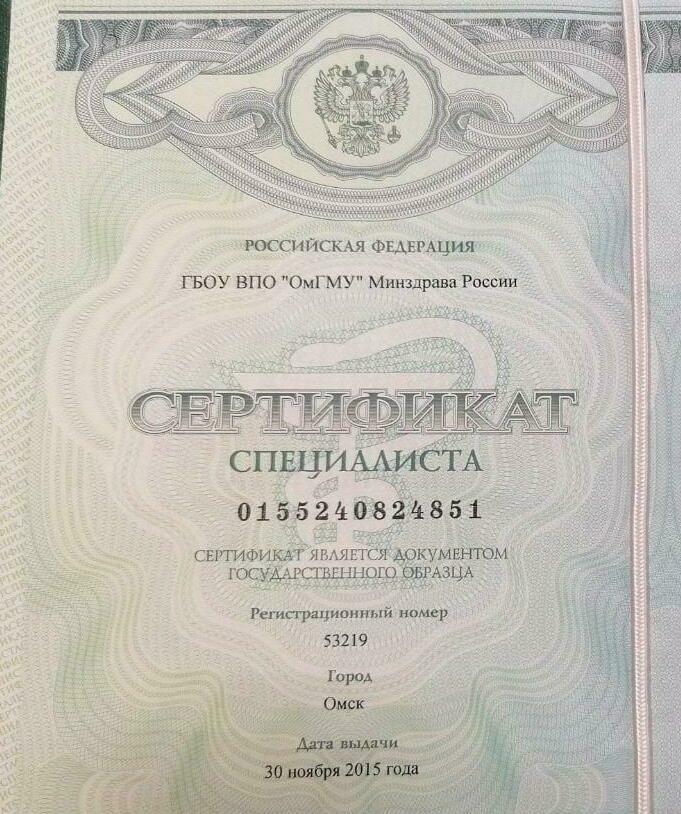 РОССИЙСКАЯ ФЕДЕРАЦИЯ
ГБОУ ВПО "ОмГМУ" Минздрава России
СЕРТИФИКАТ
СПЕЦИАЛИСТА
0155240824851
СЕРТИФИКАТ ЯВЛЯЕТСЯ ДОКУМЕНТОМ
ГОСУДАРСТВЕННОГО ОБРАЗЦА
Регистрационный номер
53219
Город
Омск
Дата выдачи
30 ноября 2015 года